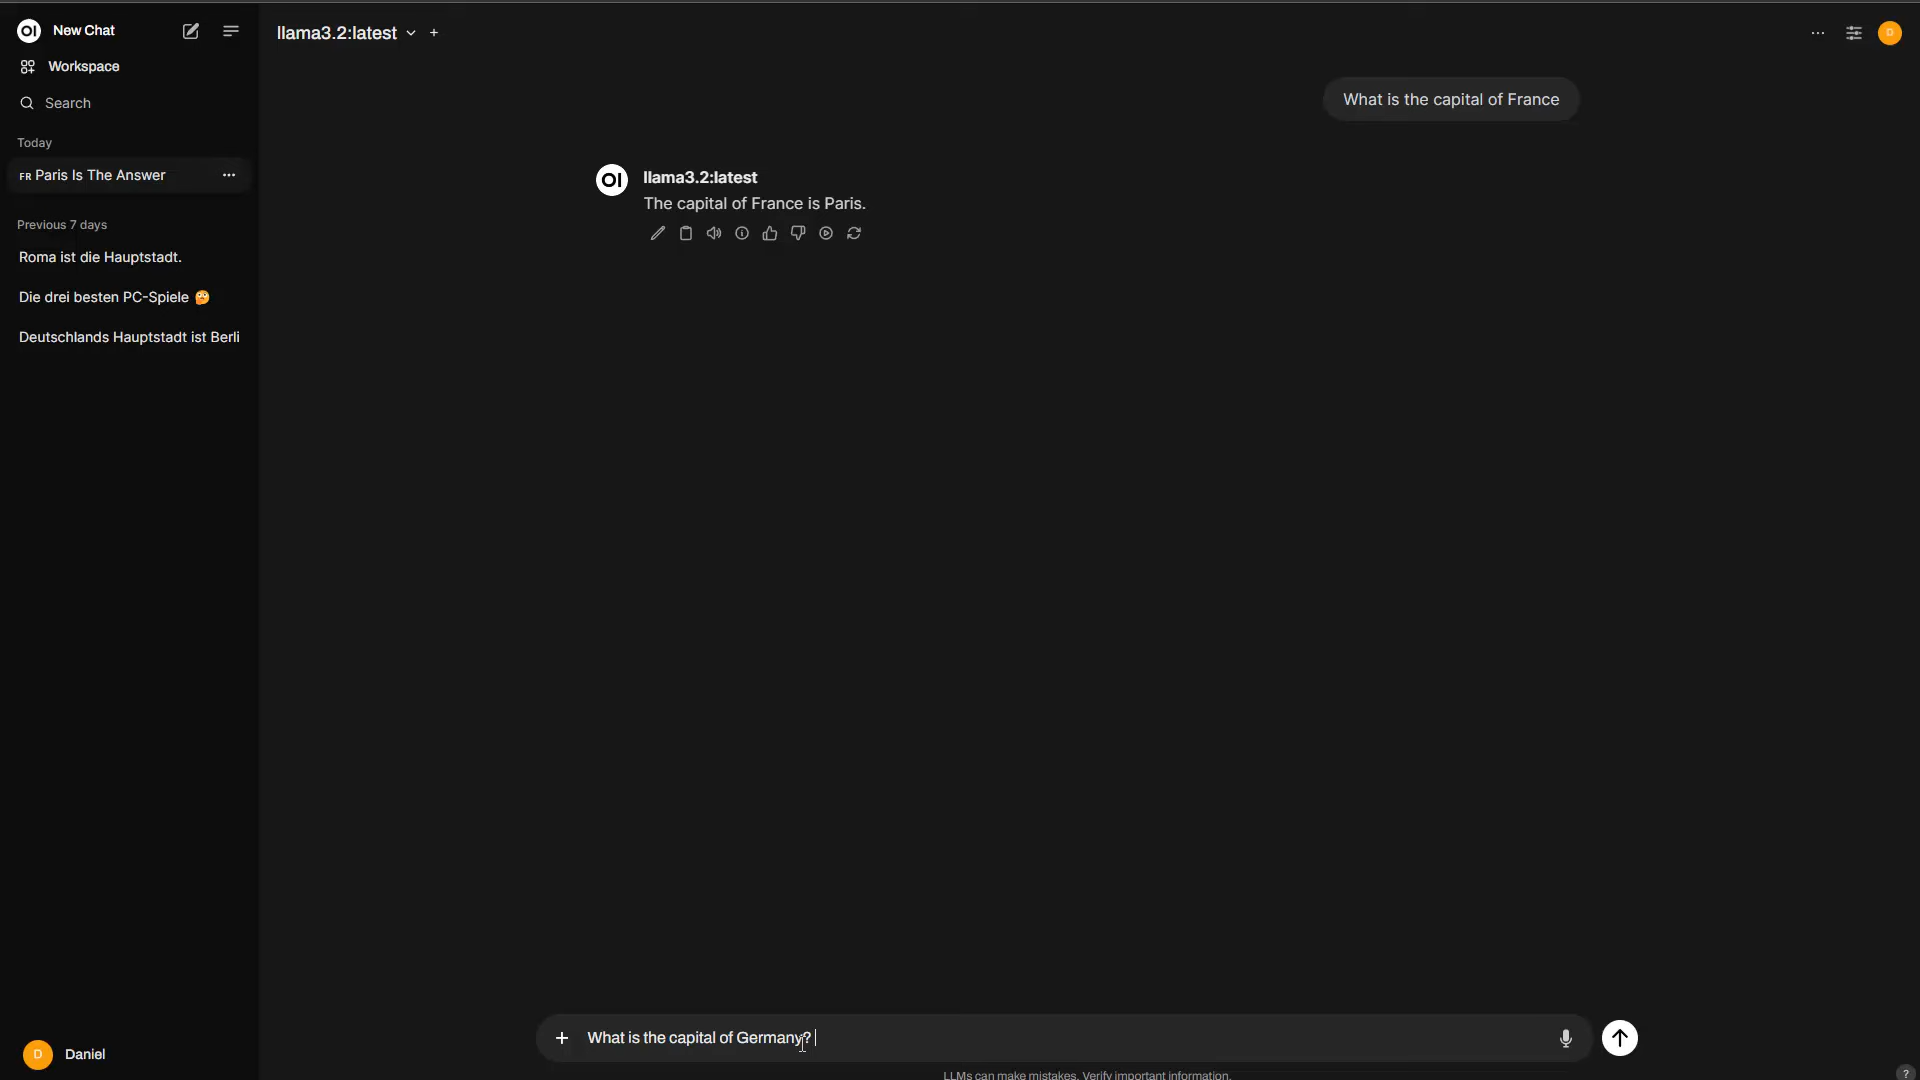 OI New Chat
Workspace
Search
Today
FR Paris Is The Answer
Previous 7 days
Roma ist die Hauptstadt.
Die drei besten PC-Spiele 🤔
Deutschlands Hauptstadt ist Berli
D Daniel
llama3.2:latest
D
What is the capital of France
OI llama3.2:latest
The capital of France is Paris.
What is the capital of Germany?
LLMs can make mistakes. Verify important information.
?